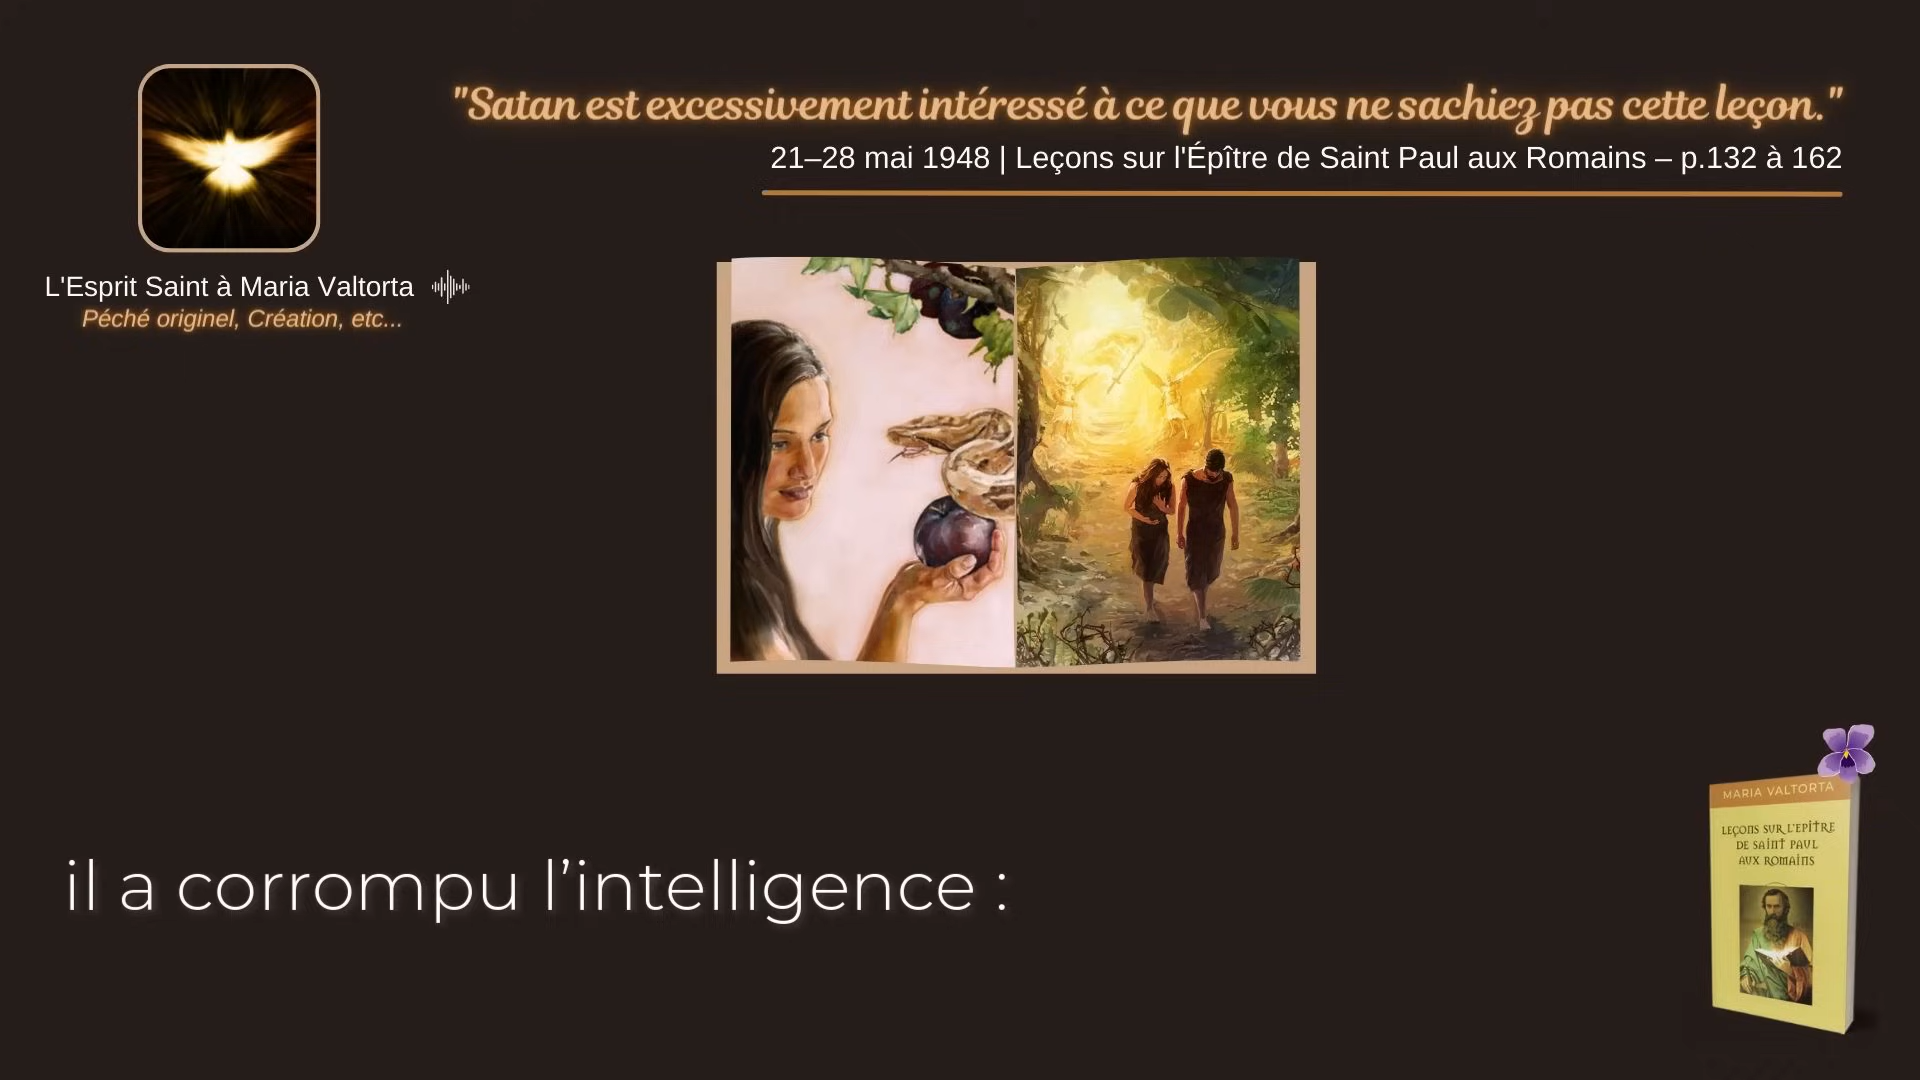 "Satan est excessivement intéressé à ce que vous ne sachiez pas cette leçon."
21–28 mai 1948 | Leçons sur l'Épître de Saint Paul aux Romains – p.132 à 162
L'Esprit Saint à Maria Valtorta
Péché originel, Création, etc...
il a corrompu l’intelligence :
MARIA VALTORTA
LEÇONS SUR L'EPÎTRE
DE SAINT PAUL
AUX ROMAINS